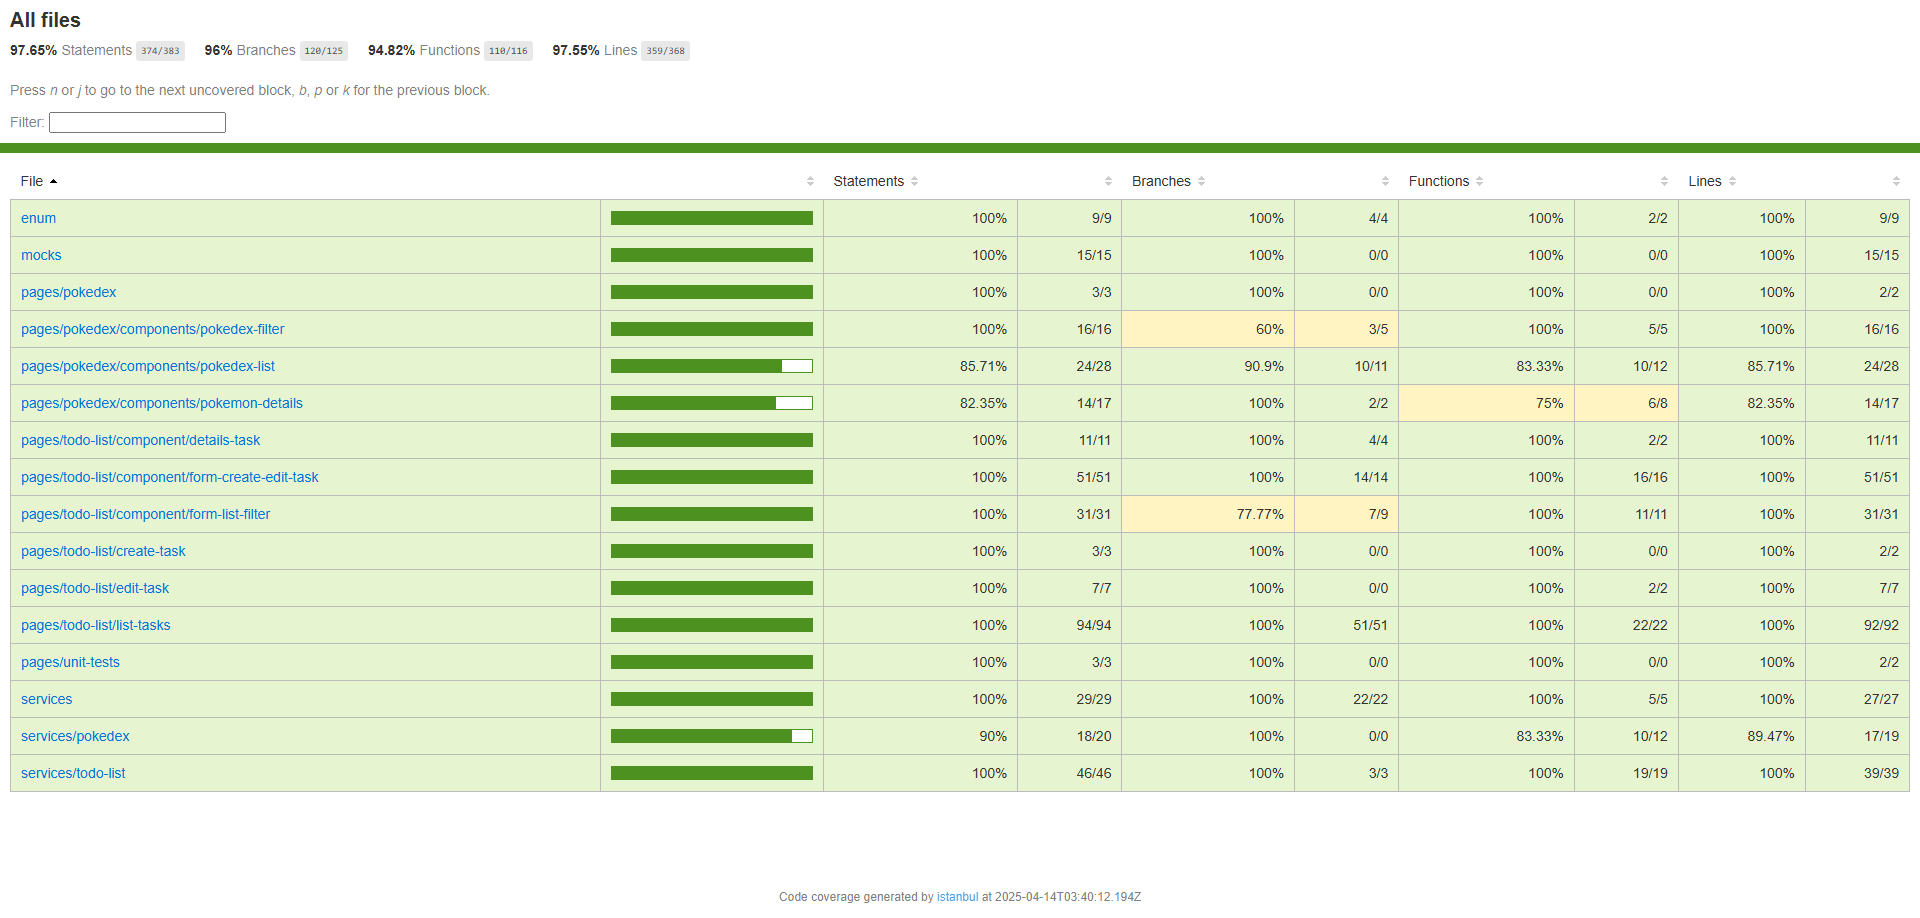 All files
97.65% Statements 374/383 96% Branches 120/125 94.82% Functions 110/116 97.55% Lines 359/368
Press n or j to go to the next uncovered block, b, p or k for the previous block.
Filter:
File Statements Branches Functions Lines
enum 100% 9/9 100% 4/4 100% 2/2 100% 9/9
mocks 100% 15/15 100% 0/0 100% 0/0 100% 15/15
pages/pokedex 100% 3/3 100% 0/0 100% 0/0 100% 2/2
pages/pokedex/components/pokedex-filter 100% 16/16 60% 3/5 100% 5/5 100% 16/16
pages/pokedex/components/pokedex-list 85.71% 24/28 90.9% 10/11 83.33% 10/12 85.71% 24/28
pages/pokedex/components/pokemon-details 82.35% 14/17 100% 2/2 75% 6/8 82.35% 14/17
pages/todo-list/component/details-task 100% 11/11 100% 4/4 100% 2/2 100% 11/11
pages/todo-list/component/form-create-edit-task 100% 51/51 100% 14/14 100% 16/16 100% 51/51
pages/todo-list/component/form-list-filter 100% 31/31 77.77% 7/9 100% 11/11 100% 31/31
pages/todo-list/create-task 100% 3/3 100% 0/0 100% 0/0 100% 2/2
pages/todo-list/edit-task 100% 7/7 100% 0/0 100% 2/2 100% 7/7
pages/todo-list/list-tasks 100% 94/94 100% 51/51 100% 22/22 100% 92/92
pages/unit-tests 100% 3/3 100% 0/0 100% 0/0 100% 2/2
services 100% 29/29 100% 22/22 100% 5/5 100% 27/27
services/pokedex 90% 18/20 100% 0/0 83.33% 10/12 89.47% 17/19
services/todo-list 100% 46/46 100% 3/3 100% 19/19 100% 39/39
Code coverage generated by istanbul at 2025-04-14T03:40:12.194Z